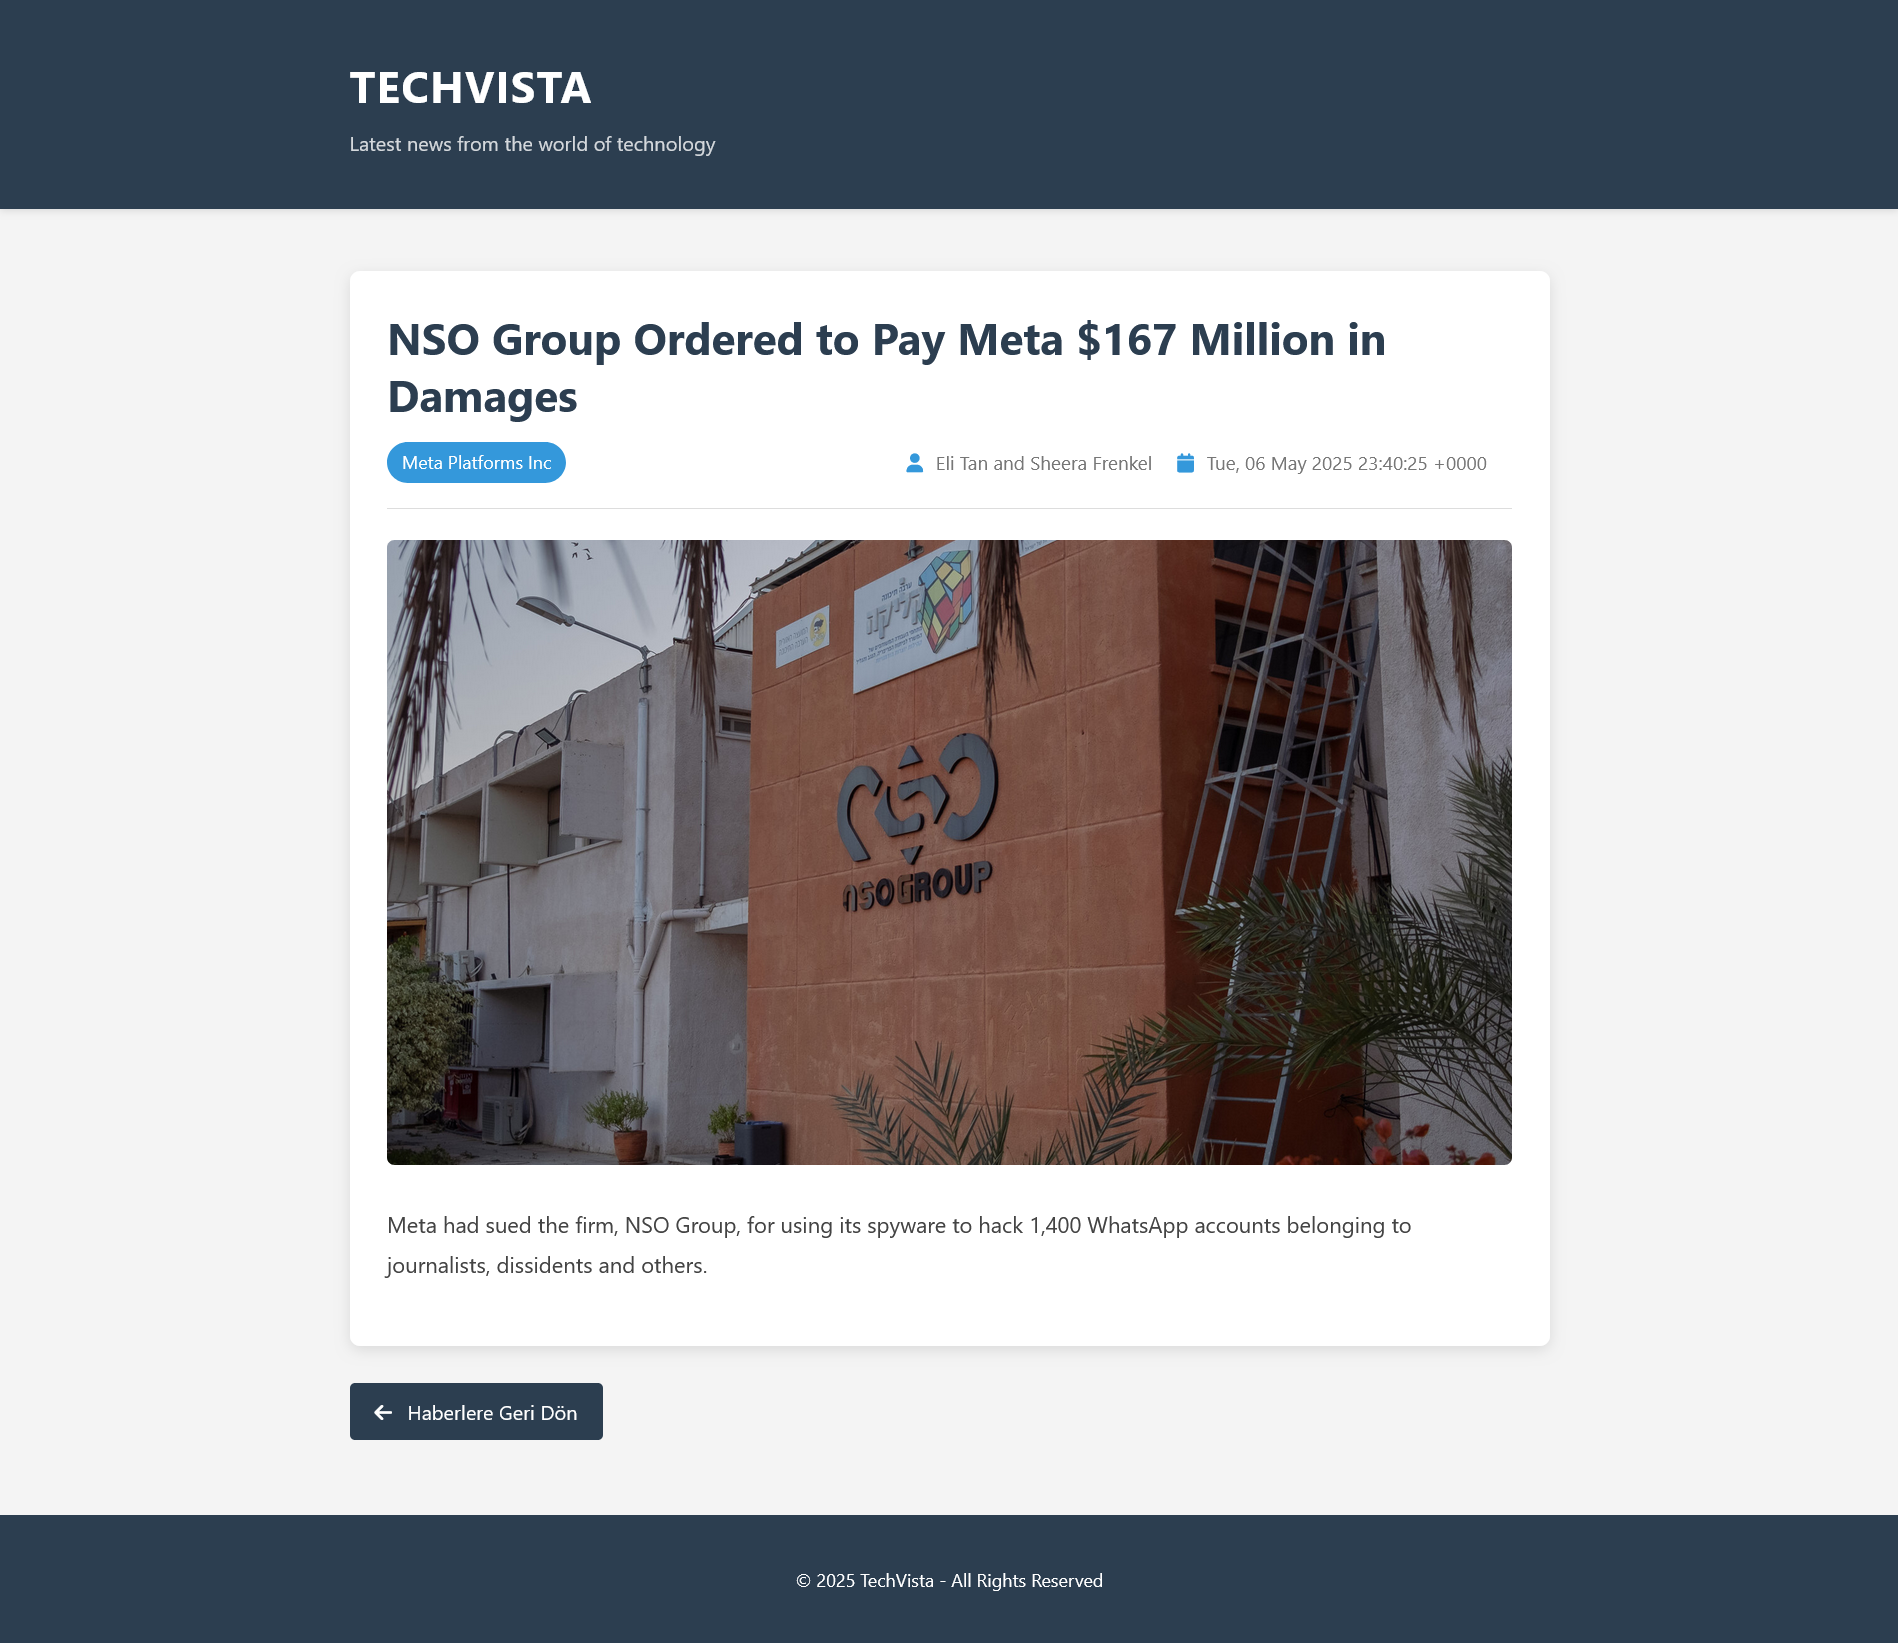 TECHVISTA
Latest news from the world of technology
NSO Group Ordered to Pay Meta $167 Million in
Damages
Meta Platforms Inc
Eli Tan and Sheera Frenkel
Tue, 06 May 2025 23:40:25 +0000
ערבה תיכונה
קליקה
NSO GROUP
Meta had sued the firm, NSO Group, for using its spyware to hack 1,400 WhatsApp accounts belonging to
journalists, dissidents and others.
Haberlere Geri Dön
© 2025 TechVista - All Rights Reserved